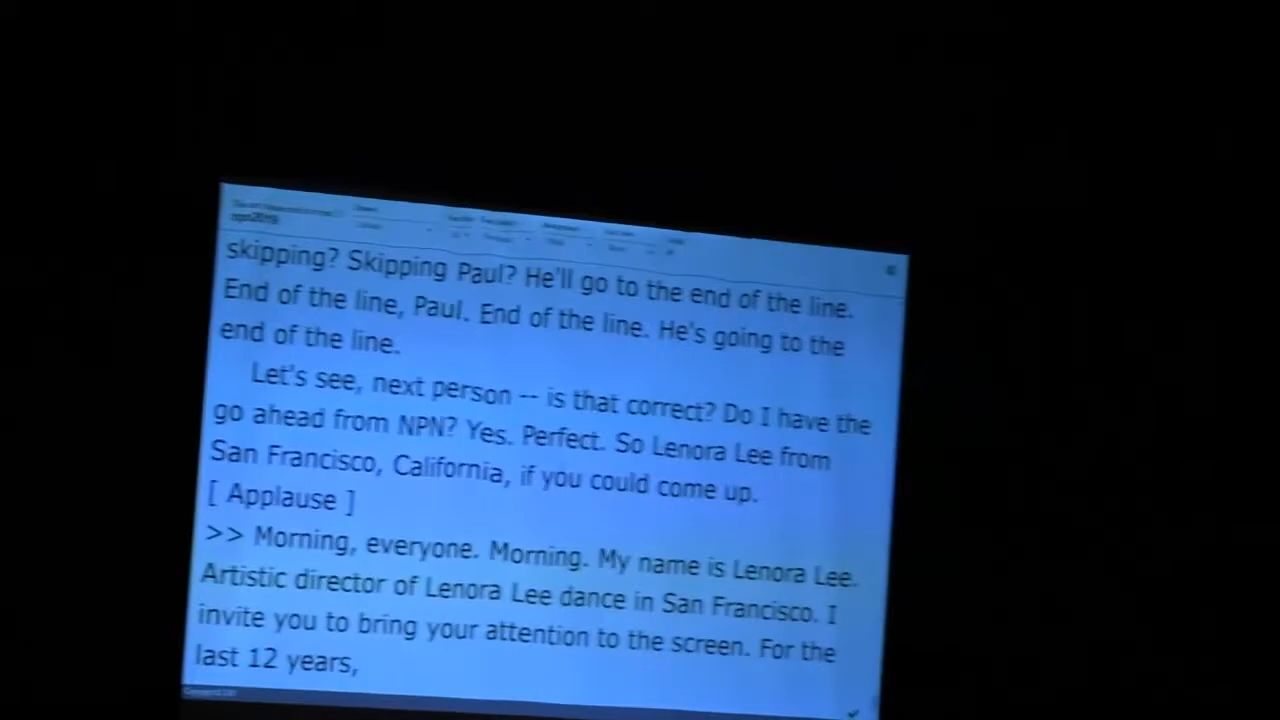 skipping? Skipping Paul? He'll go to the end of the line.
End of the line, Paul. End of the line. He's going to the
end of the line.
Let's see, next person -- is that correct? Do I have the
go ahead from NPN? Yes. Perfect. So Lenora Lee from
San Francisco, California, if you could come up.
[ Applause ]
>> Morning, everyone. Morning. My name is Lenora Lee.
Artistic director of Lenora Lee dance in San Francisco. I
invite you to bring your attention to the screen. For the
last 12 years,